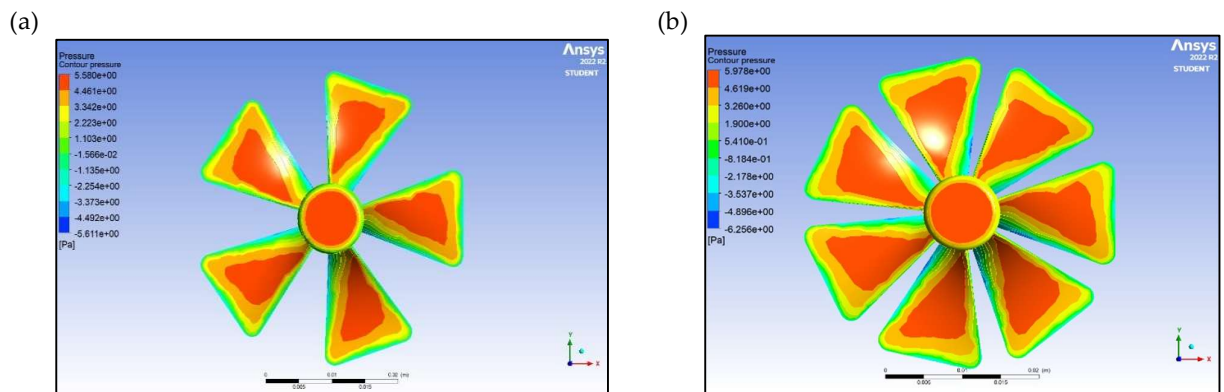 (a)
(b)
Ansys
2022 R2
STUDENT
Pressure
Contour pressure
5.580e+00
4.461e+00
3.342e+00
2.223e+00
1.103e+00
-1.566e-02
-1.135e+00
-2.254e+00
-3.373e+00
-4.492e+00
-5.611e+00
[Pa]
0
0.01
0.02 (m)
0.005
0.015
Y
X
Ansys
2022 R2
STUDENT
Pressure
Contour pressure
5.978e+00
4.619e+00
3.260e+00
1.900e+00
5.410e-01
-8.184e-01
-2.178e+00
-3.537e+00
-4.896e+00
-6.256e+00
[Pa]
0
0.01
0.02 (m)
0.005
0.015
Y
X